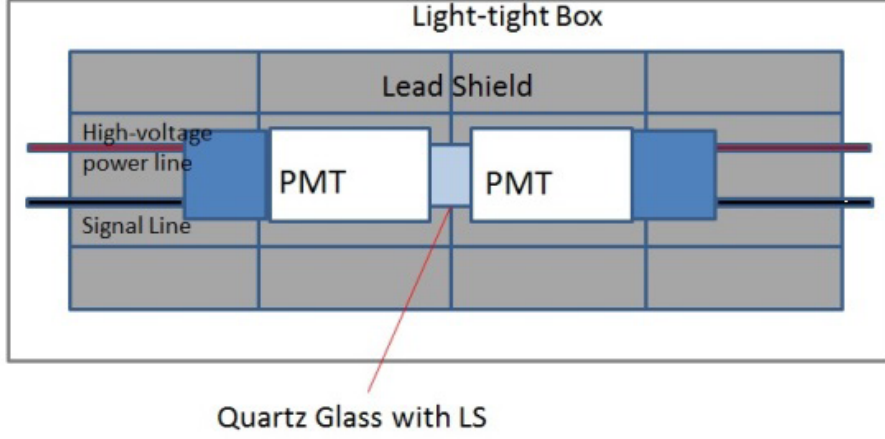 Light-tight Box
Lead Shield
High-voltage
power line
PMT
PMT
Signal Line
Quartz Glass with LS